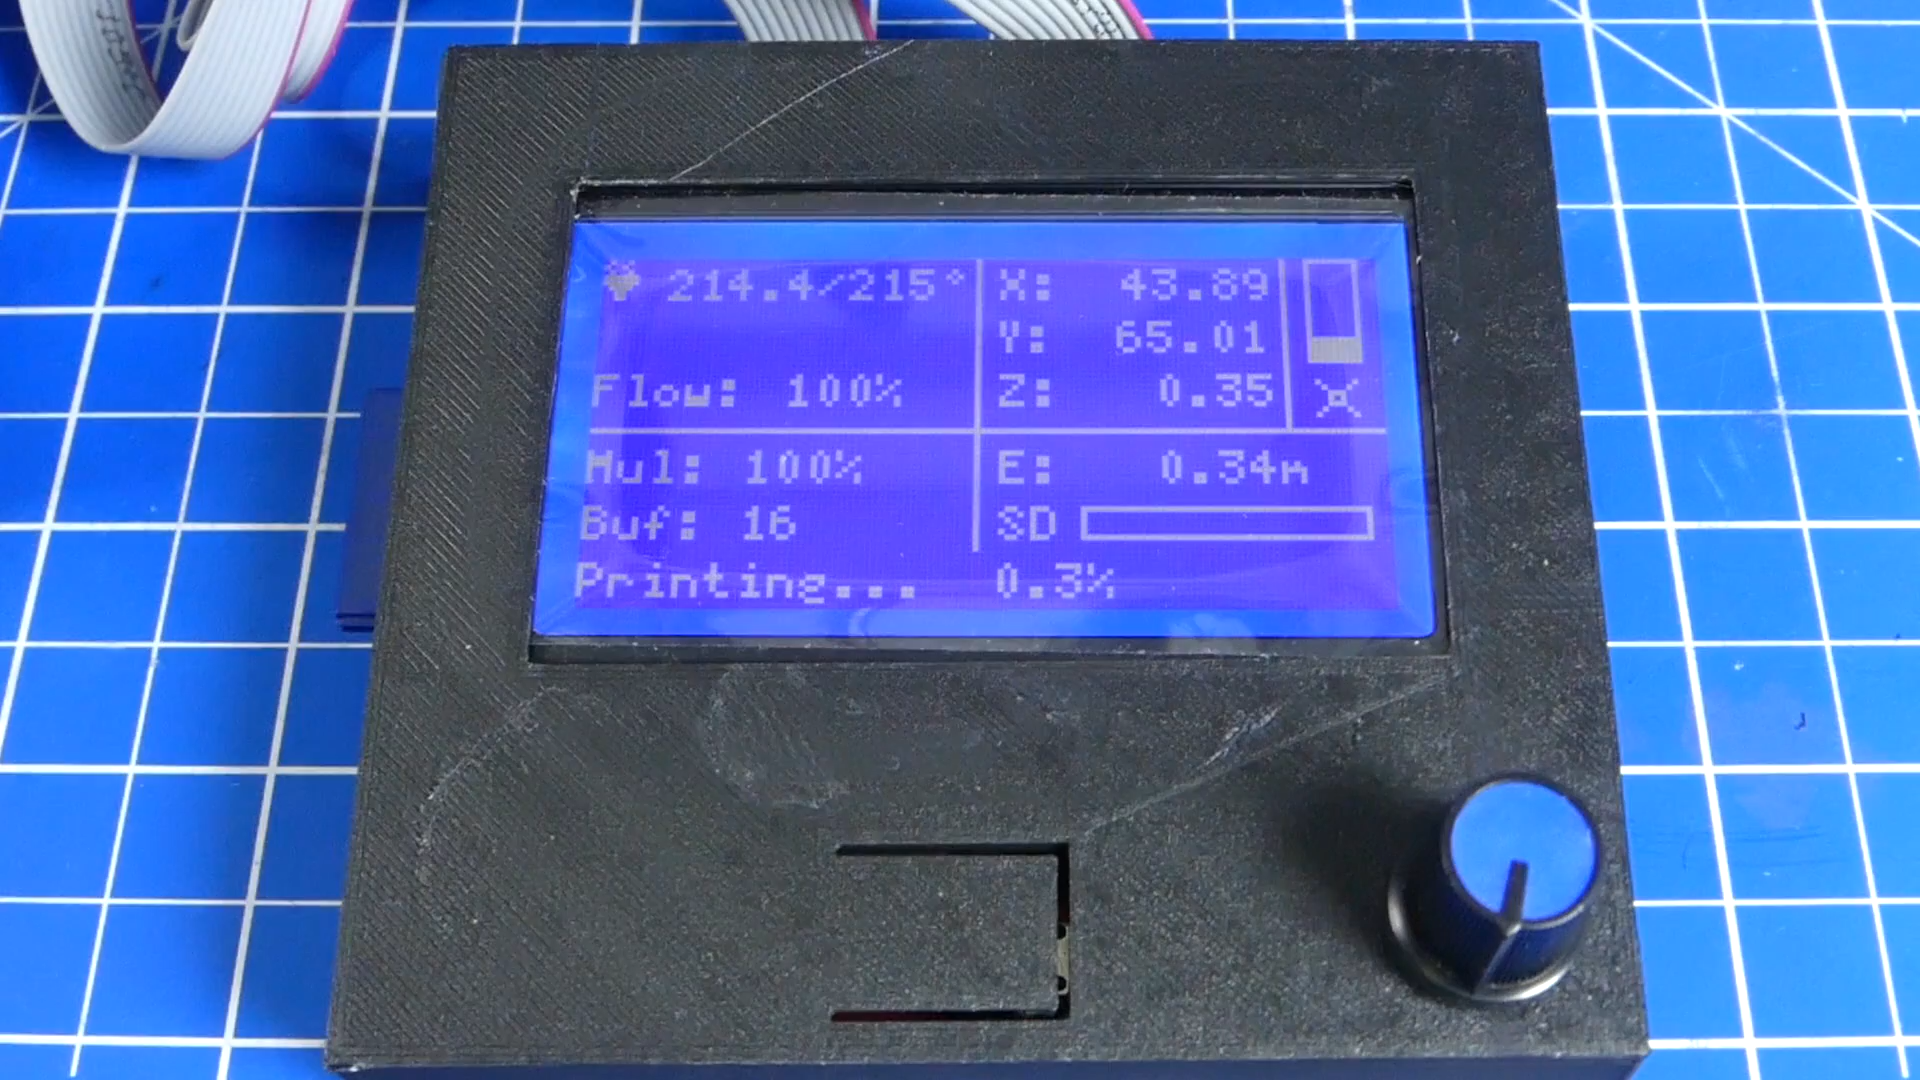 214.4/215°
X: 43.89
Y: 65.01
Flow: 100%
Z: 0.35
Mul: 100%
E: 0.34m
Buf: 16
SD
Printing... 0.3%